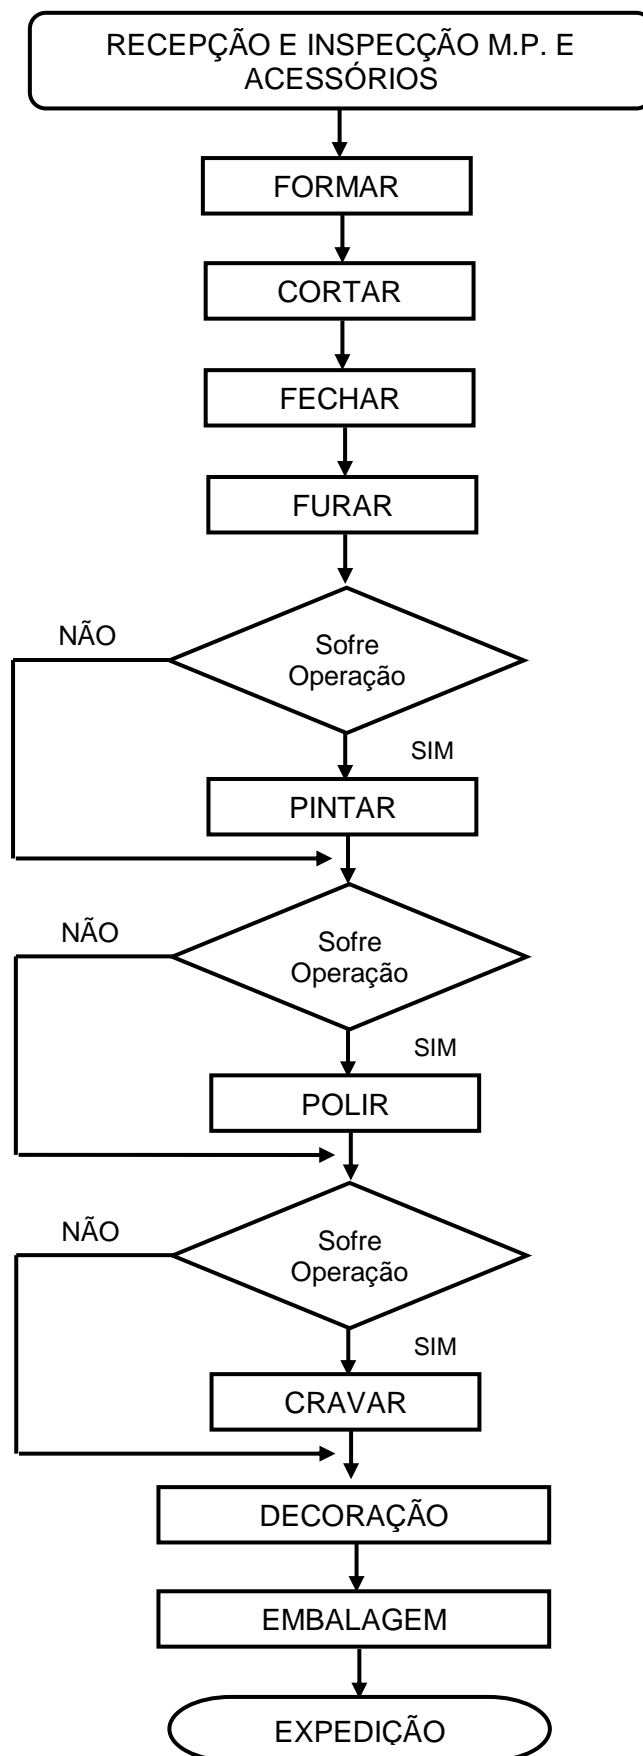 RECEPÇÃO E INSPECÇÃO M.P. E
ACESSÓRIOS
FORMAR
CORTAR
FECHAR
FURAR
NÃO
Sofre
Operação
SIM
PINTAR
NÃO
Sofre
Operação
SIM
POLIR
NÃO
Sofre
Operação
SIM
CRAVAR
DECORAÇÃO
EMBALAGEM
EXPEDIÇÃO